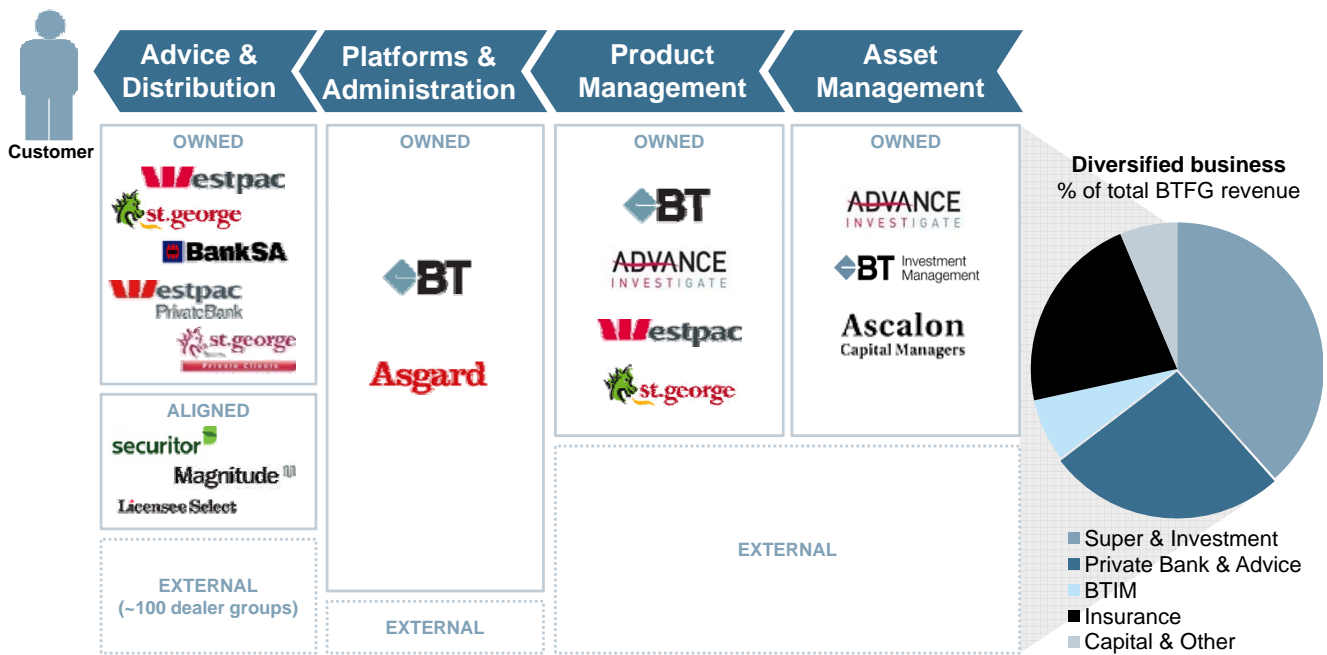 Customer
Advice &
Distribution
Platforms &
Administration
Product
Management
Asset
Management
OWNED
Westpac
st.george
BankSA
Westpac
PrivateBank
st.george
Private Clients
ALIGNED
securitor
Magnitude
Licensee Select
EXTERNAL
(~100 dealer groups)
OWNED
BT
Asgard
EXTERNAL
OWNED
BT
ADVANCE
INVESTIGATE
Westpac
st.george
OWNED
ADVANCE
INVESTIGATE
BT Investment
Management
Ascalon
Capital Managers
EXTERNAL
Diversified business
% of total BTFG revenue
Super & Investment
Private Bank & Advice
BTIM
Insurance
Capital & Other